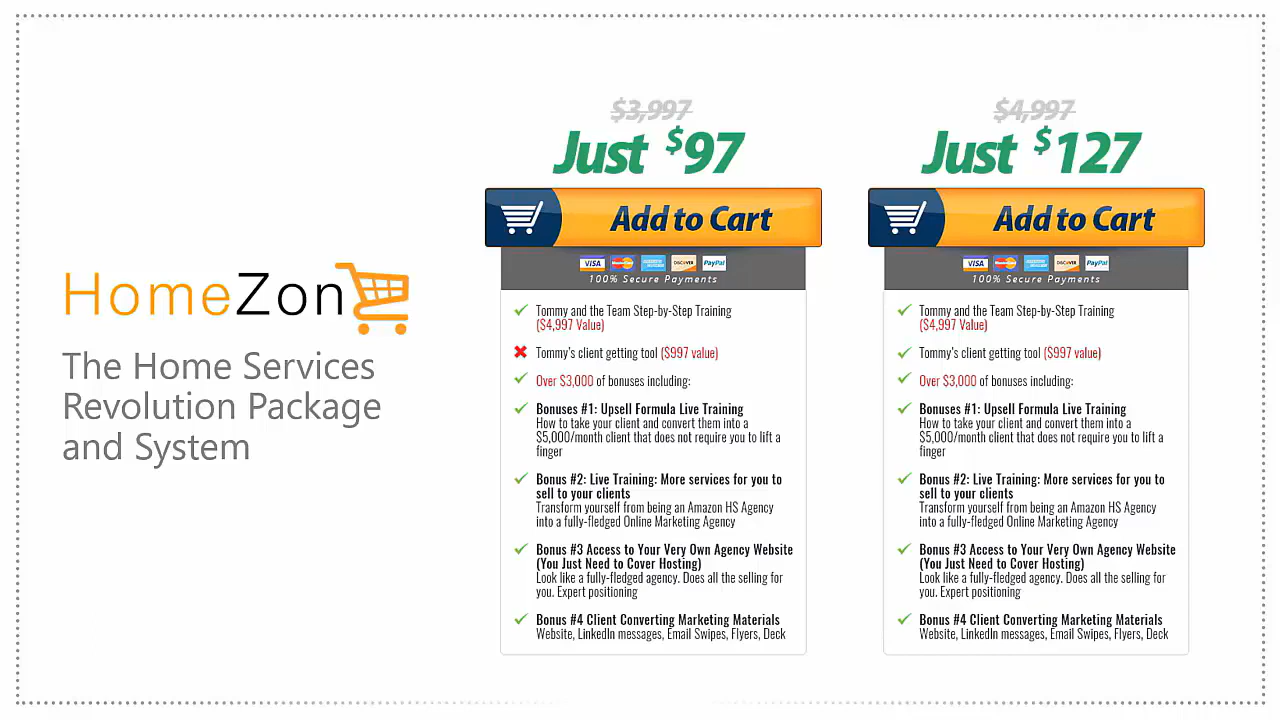 HomeZon
The Home Services
Revolution Package
and System
$3,997
Just $97
Add to Cart
VISA MasterCard AMERICAN EXPRESS DISCOVER PayPal
100% Secure Payments
Tommy and the Team Step-by-Step Training
($4,997 Value)
Tommy's client getting tool ($997 value)
Over $3,000 of bonuses including:
Bonuses #1: Upsell Formula Live Training
How to take your client and convert them into a
$5,000/month client that does not require you to lift a
finger
Bonus #2: Live Training: More services for you to
sell to your clients
Transform yourself from being an Amazon HS Agency
into a fully-fledged Online Marketing Agency
Bonus #3 Access to Your Very Own Agency Website
(You Just Need to Cover Hosting)
Look like a fully-fledged agency. Does all the selling for
you. Expert positioning
Bonus #4 Client Converting Marketing Materials
Website, LinkedIn messages, Email Swipes, Flyers, Deck
$4,997
Just $127
Add to Cart
VISA MasterCard AMERICAN EXPRESS DISCOVER PayPal
100% Secure Payments
Tommy and the Team Step-by-Step Training
($4,997 Value)
Tommy's client getting tool ($997 value)
Over $3,000 of bonuses including:
Bonuses #1: Upsell Formula Live Training
How to take your client and convert them into a
$5,000/month client that does not require you to lift a
finger
Bonus #2: Live Training: More services for you to
sell to your clients
Transform yourself from being an Amazon HS Agency
into a fully-fledged Online Marketing Agency
Bonus #3 Access to Your Very Own Agency Website
(You Just Need to Cover Hosting)
Look like a fully-fledged agency. Does all the selling for
you. Expert positioning
Bonus #4 Client Converting Marketing Materials
Website, LinkedIn messages, Email Swipes, Flyers, Deck